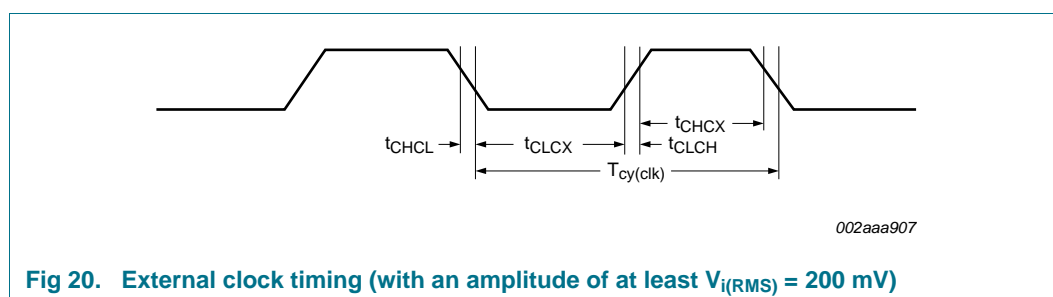 tCHCX
tCHCL
tCLCX
tCLCH
Tcy(clk)
002aaa907
Fig 20. External clock timing (with an amplitude of at least Vi(RMS) = 200 mV)